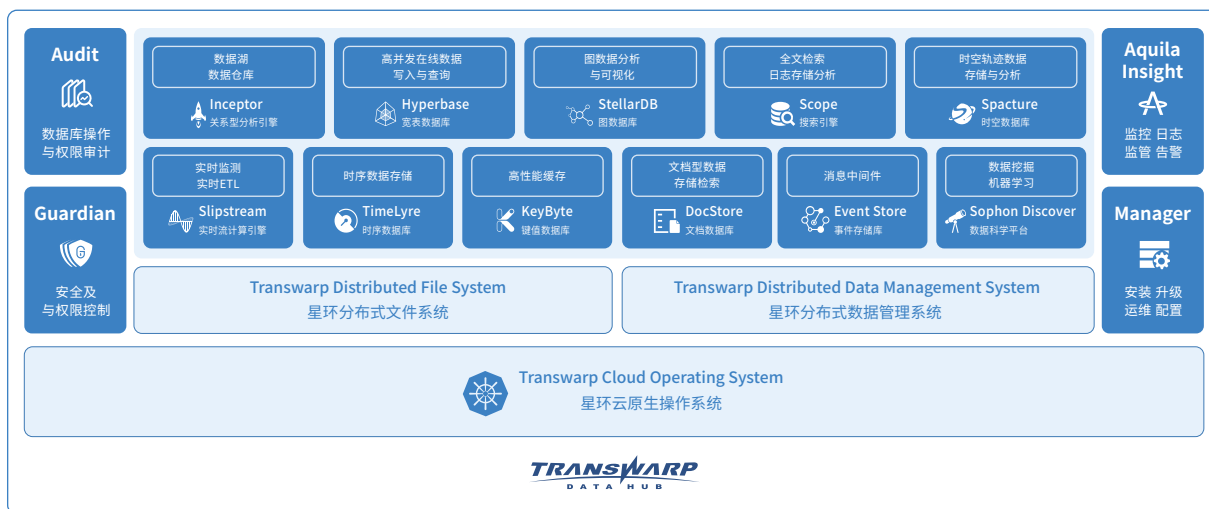 Audit
数据库操作
与权限审计
Guardian
安全及
与权限控制
数据湖
数据仓库
Inceptor
关系型分析引擎
高并发在线数据
写入与查询
Hyperbase
宽表数据库
图数据分析
与可视化
StellarDB
图数据库
全文检索
日志存储分析
Scope
搜索引擎
时空轨迹数据
存储与分析
Spacture
时空数据库
实时监测
实时ETL
Slipstream
实时流计算引擎
时序数据存储
TimeLyre
时序数据库
高性能缓存
KeyByte
键值数据库
文档型数据
存储检索
DocStore
文档数据库
消息中间件
Event Store
事件存储库
数据挖掘
机器学习
Sophon Discover
数据科学平台
Aquila
Insight
监控 日志
监管 告警
Manager
安装 升级
运维 配置
Transwarp Distributed File System
星环分布式文件系统
Transwarp Distributed Data Management System
星环分布式数据管理系统
Transwarp Cloud Operating System
星环云原生操作系统
TRANSWARP
DATA HUB